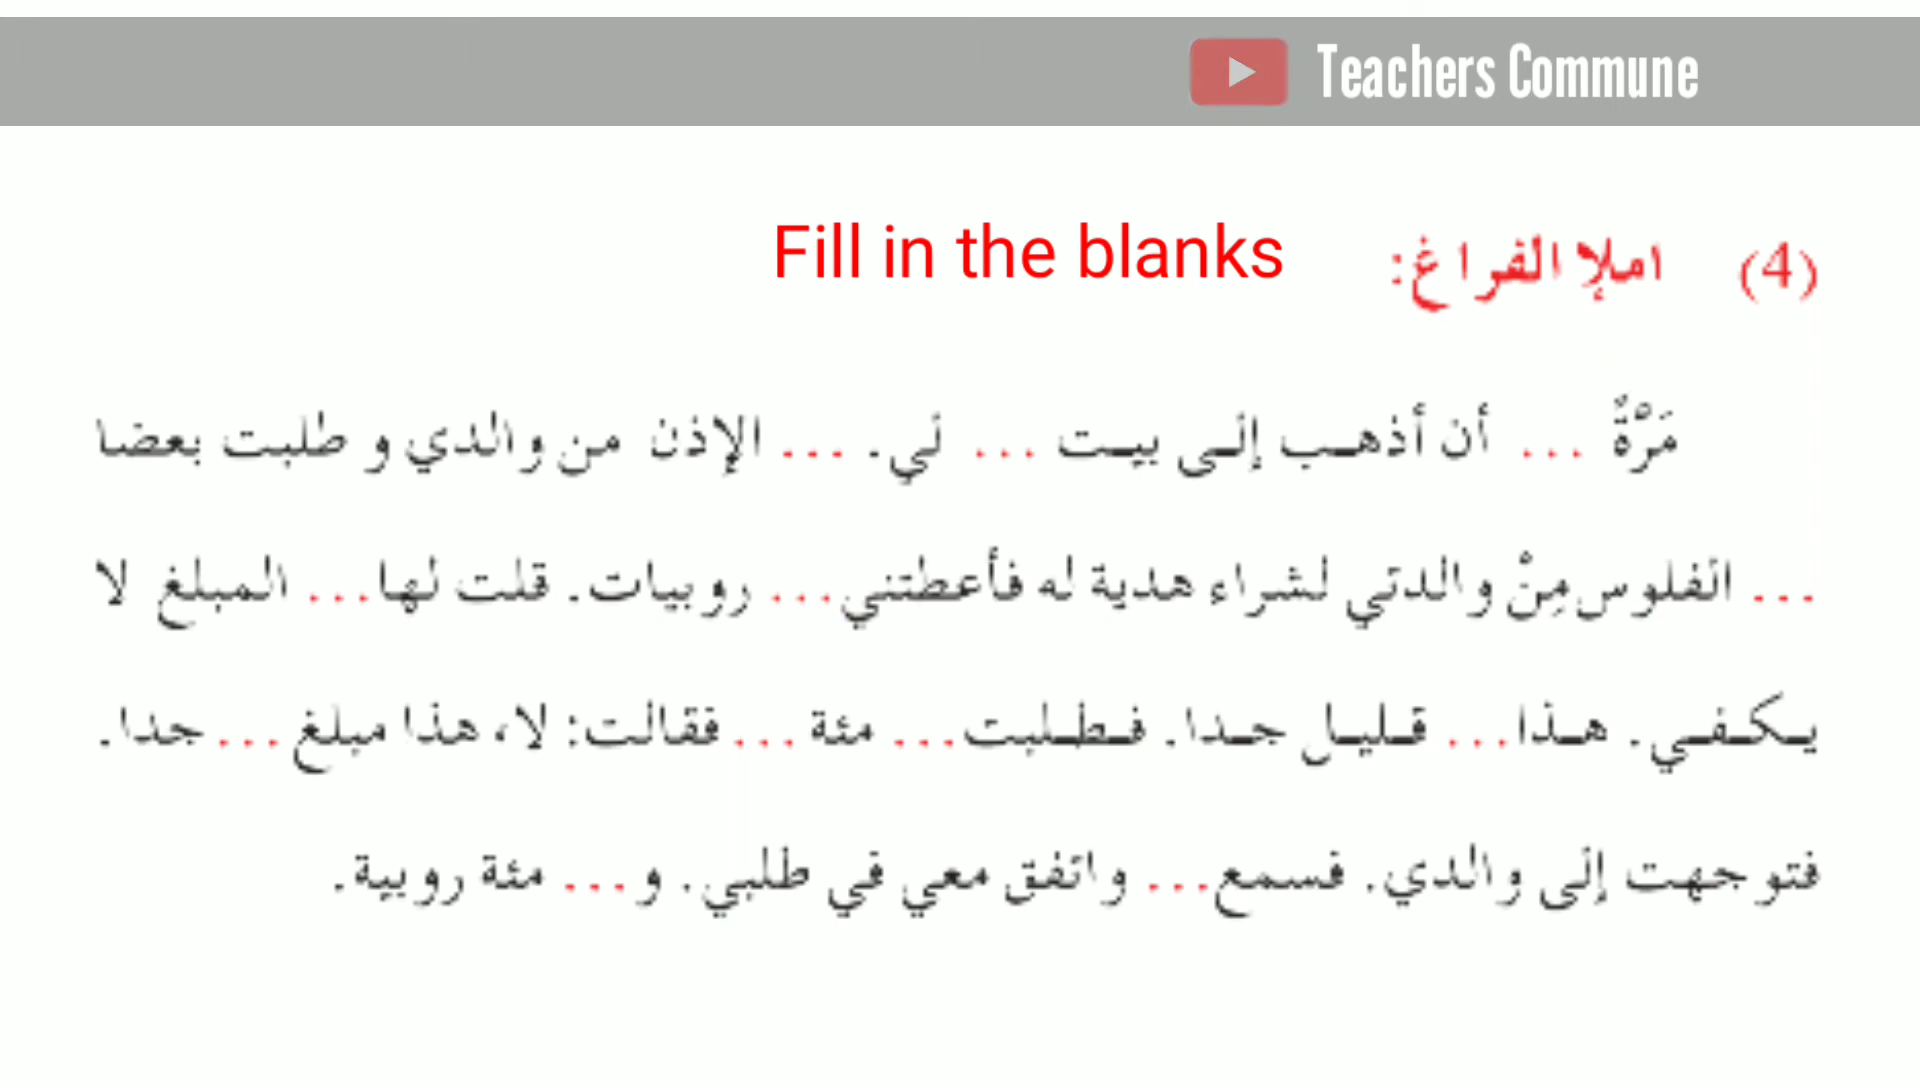 Teachers Commune
Fill in the blanks
(4) املإ الفراغ:
مَرّةً ... أن أذهب إلى بيت ... لي. ... الإذن من والدي و طلبت بعضا
... الفلوس مِنْ والدتي لشراء هدية له فأعطتني... روبيات. قلت لها... المبلغ لا
يكفي. هذا... قليل جدا. فطلبت... مئة ... فقالت: لا، هذا مبلغ ... جدا.
فتوجهت إلى والدي. فسمع... واتفق معي في طلبي. و... مئة روبية.